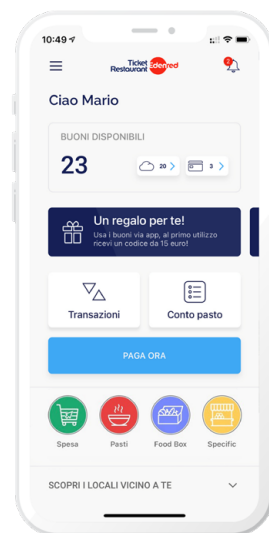 10:49
Ticket
Restaurant Edenred
Ciao Mario
BUONI DISPONIBILI
23
20 >
3 >
Un regalo per te!
Usa i buoni via app, al primo utilizzo
ricevi un codice da 15 euro!
Transazioni
Conto pasto
PAGA ORA
Spesa
Pasti
Food Box
Specific
SCOPRI I LOCALI VICINO A TE